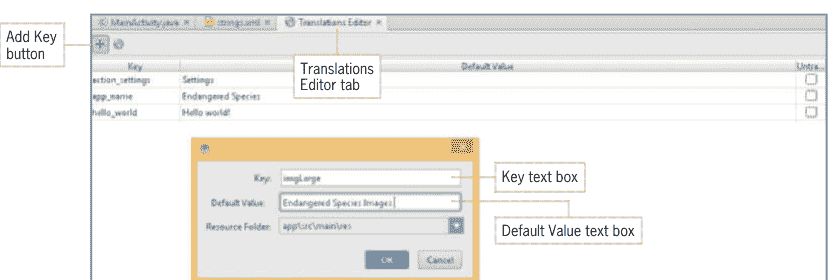 MainActivity.java × strings.xml × Translations Editor ×
Add Key
button
Key Default Value Untra...
action_settings Settings
app_name Endangered Species
hello_world Hello world!
Translations
Editor tab
Key: imgLarge
Key text box
Default Value: Endangered Species Images
Default Value text box
Resource Folder: app\src\main\res
OK Cancel